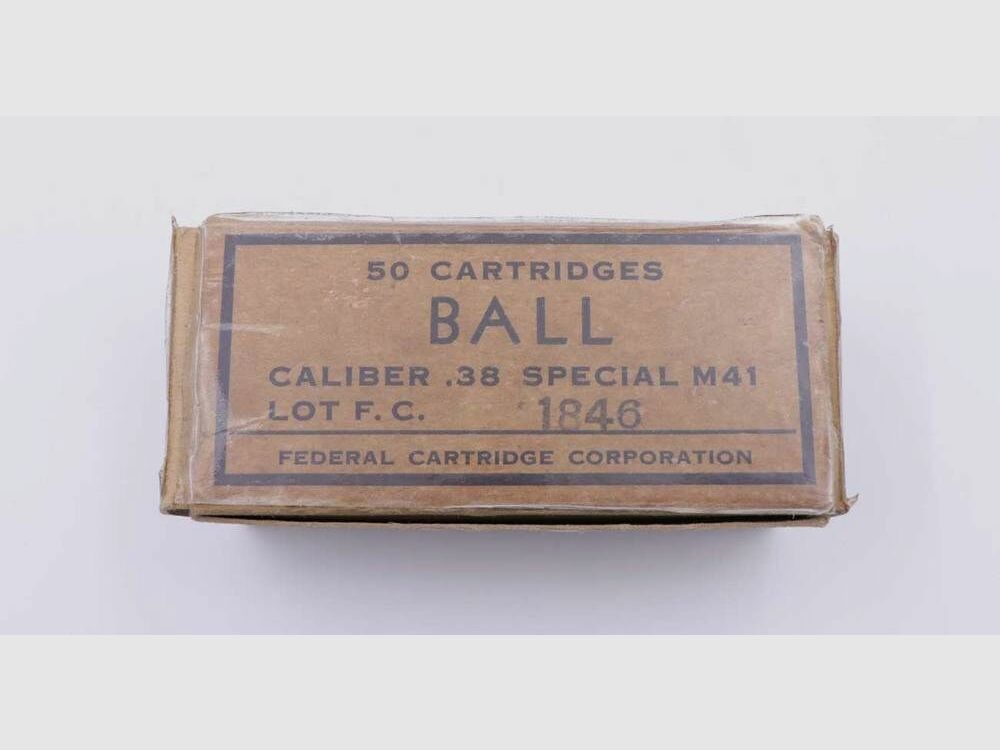 50 CARTRIDGES
BALL
CALIBER .38 SPECIAL M41
LOT F. C. 1846
FEDERAL CARTRIDGE CORPORATION